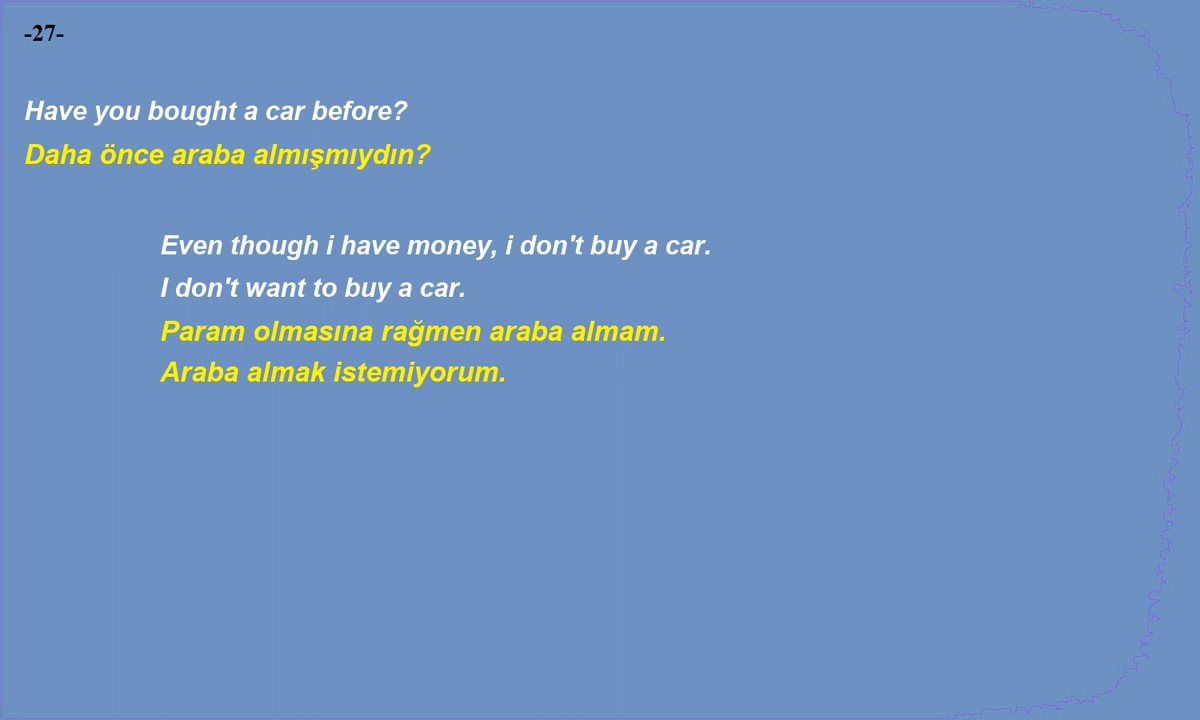 -27-
Have you bought a car before?
Daha önce araba almışmıydın?
Even though i have money, i don't buy a car.
I don't want to buy a car.
Param olmasına rağmen araba almam.
Araba almak istemiyorum.